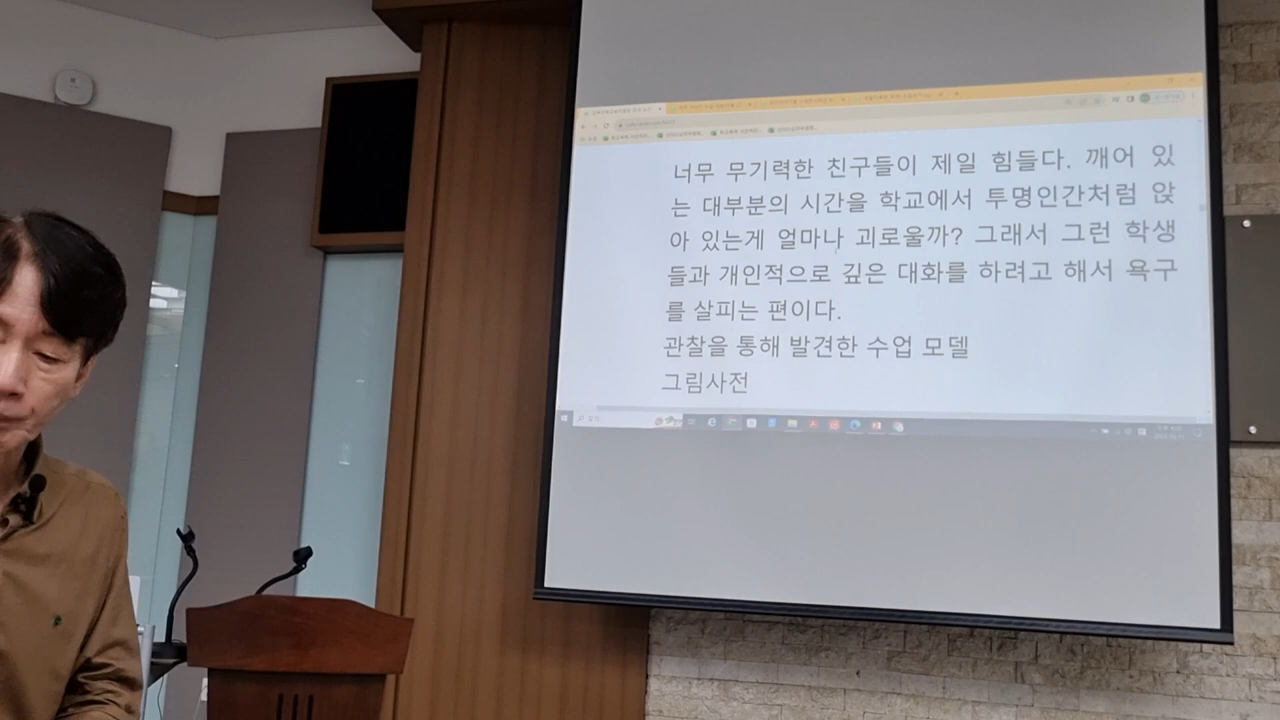 너무 무기력한 친구들이 제일 힘들다. 깨어 있
는 대부분의 시간을 학교에서 투명인간처럼 앉
아 있는게 얼마나 괴로울까? 그래서 그런 학생
들과 개인적으로 깊은 대화를 하려고 해서 욕구
를 살피는 편이다.
관찰을 통해 발견한 수업 모델
그림사전